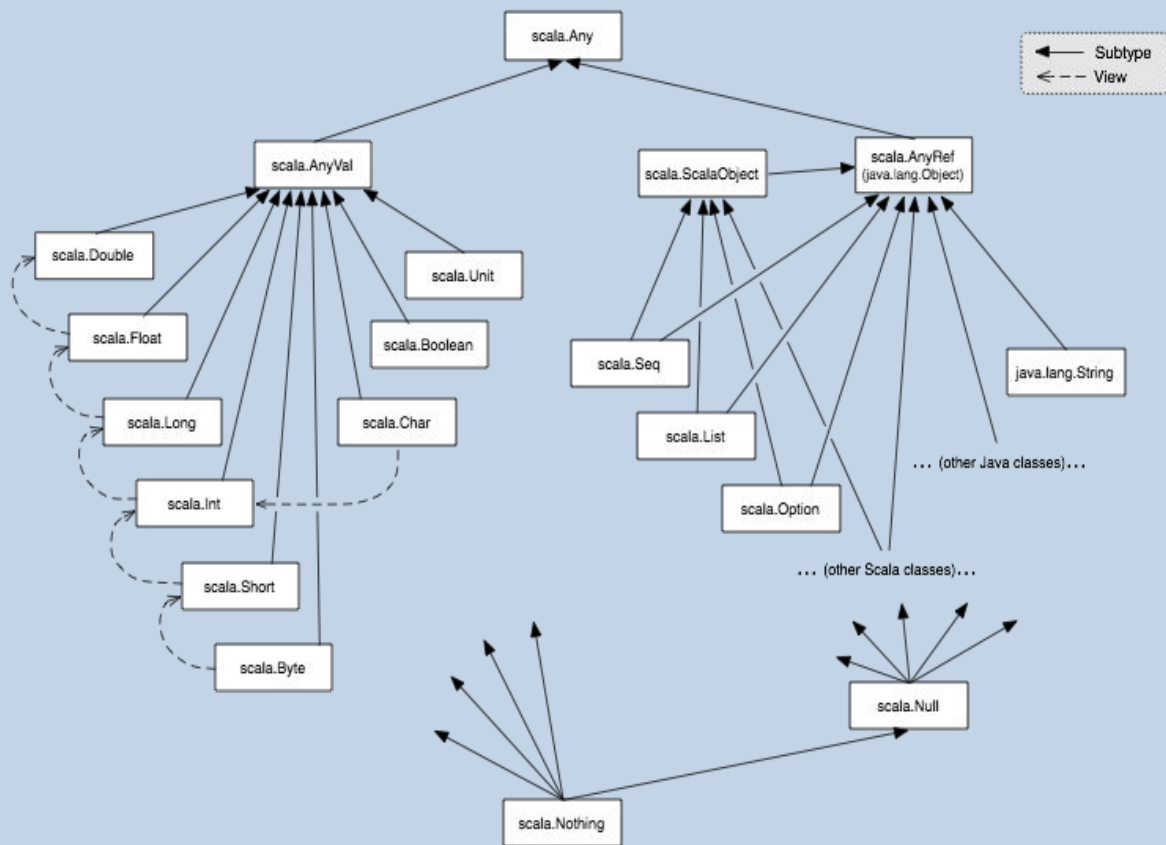 scala.Any
Subtype
View
scala.AnyVal
scala.ScalaObject
scala.AnyRef
(java.lang.Object)
scala.Double
scala.Unit
scala.Float
scala.Boolean
scala.Seq
java.lang.String
scala.Long
scala.Char
scala.List
... (other Java classes)...
scala.Int
scala.Option
scala.Short
... (other Scala classes)...
scala.Byte
scala.Null
scala.Nothing